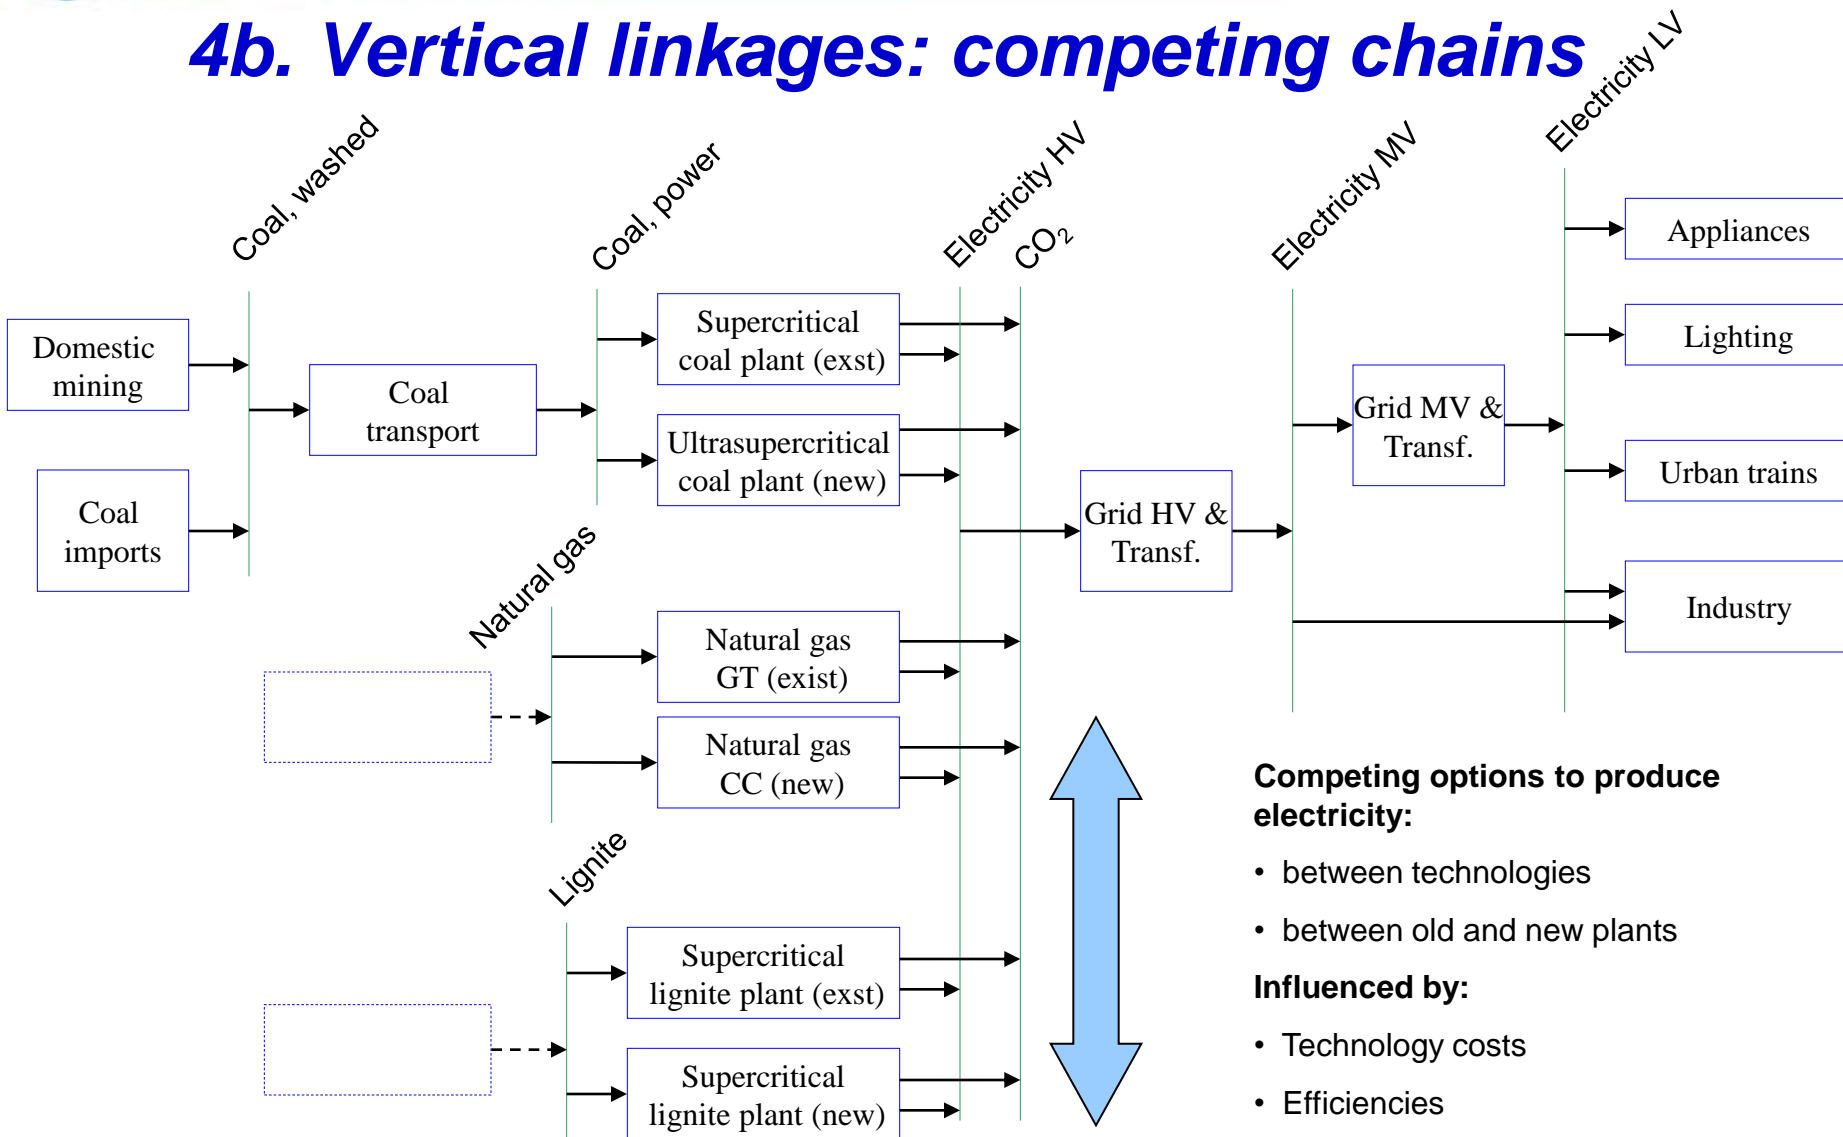 4b. Vertical linkages: competing chains
Coal, washed
Coal, power
Electricity HV
CO₂
Electricity MV
Electricity LV
Domestic
mining
Coal
imports
Coal
transport
Supercritical
coal plant (exst)
Ultrasupercritical
coal plant (new)
Grid HV &
Transf.
Grid MV &
Transf.
Appliances
Lighting
Urban trains
Industry
Natural gas
Natural gas
GT (exist)
Natural gas
CC (new)
Lignite
Supercritical
lignite plant (exst)
Supercritical
lignite plant (new)
Competing options to produce
electricity:
• between technologies
• between old and new plants
Influenced by:
• Technology costs
• Efficiencies